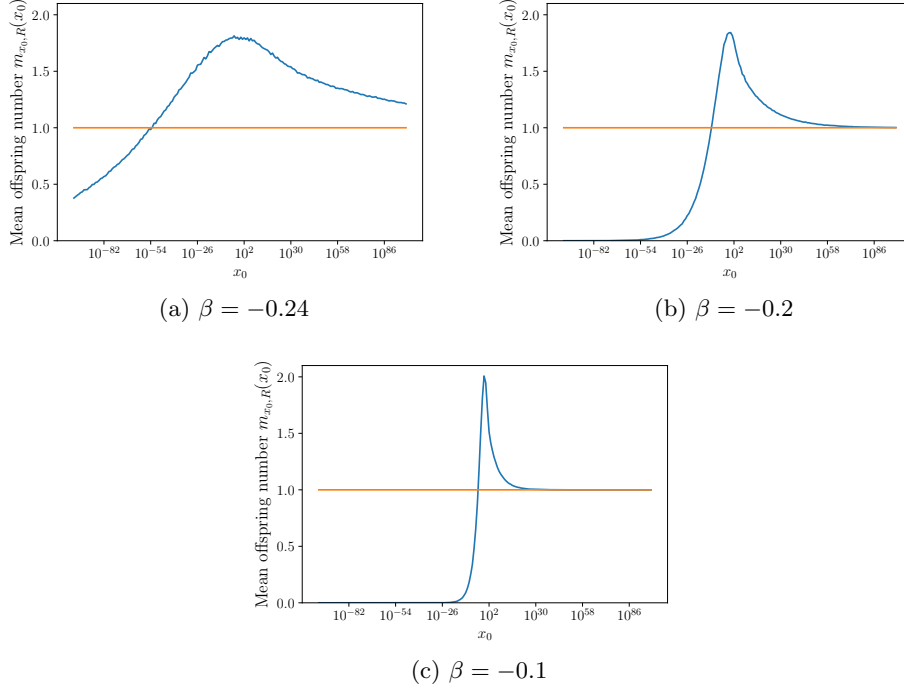 Mean offspring number $m_{x_0,R}(x_0)$
2.0
1.5
1.0
0.5
0.0
10^{-82} 10^{-54} 10^{-26} 10^{2} 10^{30} 10^{58} 10^{86}
x_0
(a) β = −0.24
Mean offspring number $m_{x_0,R}(x_0)$
2.0
1.5
1.0
0.5
0.0
10^{-82} 10^{-54} 10^{-26} 10^{2} 10^{30} 10^{58} 10^{86}
x_0
(b) β = −0.2
Mean offspring number $m_{x_0,R}(x_0)$
2.0
1.5
1.0
0.5
0.0
10^{-82} 10^{-54} 10^{-26} 10^{2} 10^{30} 10^{58} 10^{86}
x_0
(c) β = −0.1